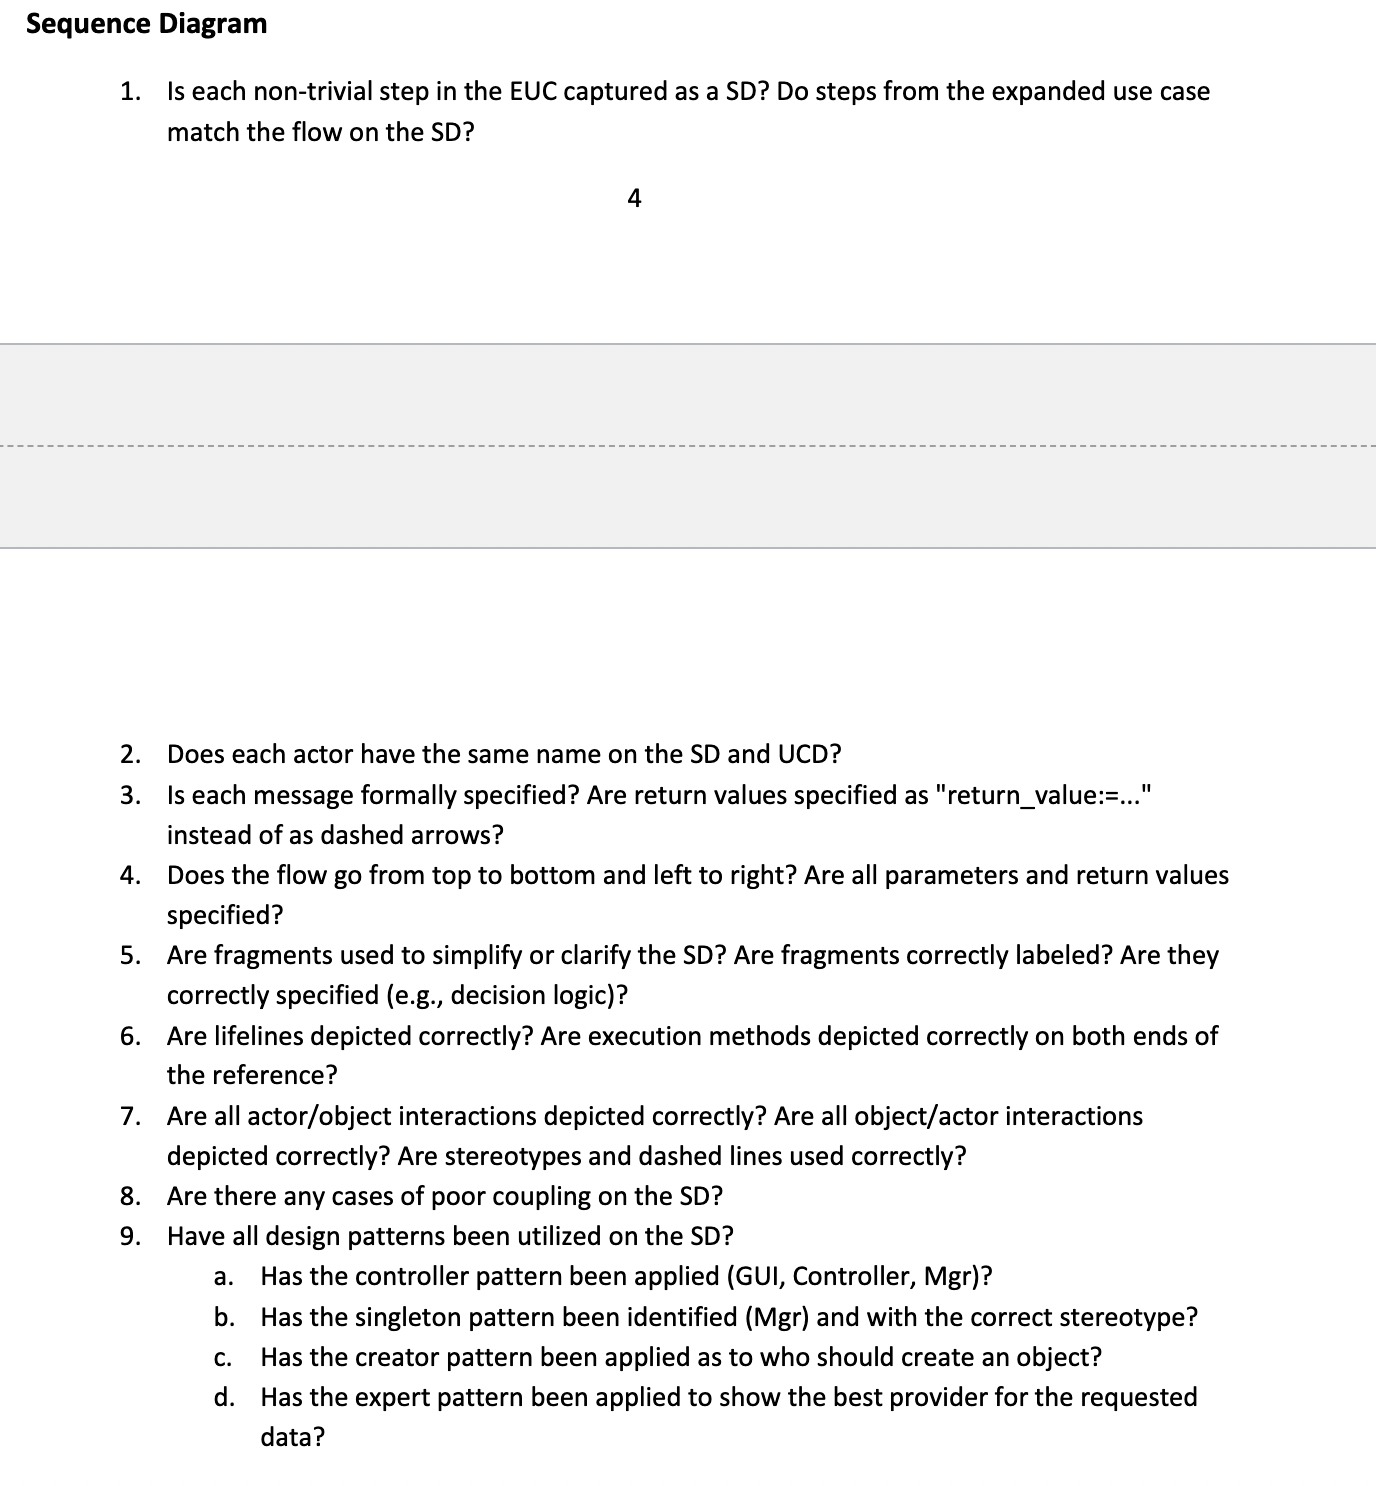 Sequence Diagram
1. Is each non-trivial step in the EUC captured as a SD? Do steps from the expanded use case
match the flow on the SD?
4
2. Does each actor have the same name on the SD and UCD?
3. Is each message formally specified? Are return values specified as "return_value:=..."
instead of as dashed arrows?
4. Does the flow go from top to bottom and left to right? Are all parameters and return values
specified?
5. Are fragments used to simplify or clarify the SD? Are fragments correctly labeled? Are they
correctly specified (e.g., decision logic)?
6. Are lifelines depicted correctly? Are execution methods depicted correctly on both ends of
the reference?
7. Are all actor/object interactions depicted correctly? Are all object/actor interactions
depicted correctly? Are stereotypes and dashed lines used correctly?
8. Are there any cases of poor coupling on the SD?
9. Have all design patterns been utilized on the SD?
a. Has the controller pattern been applied (GUI, Controller, Mgr)?
b. Has the singleton pattern been identified (Mgr) and with the correct stereotype?
c. Has the creator pattern been applied as to who should create an object?
d. Has the expert pattern been applied to show the best provider for the requested
data?